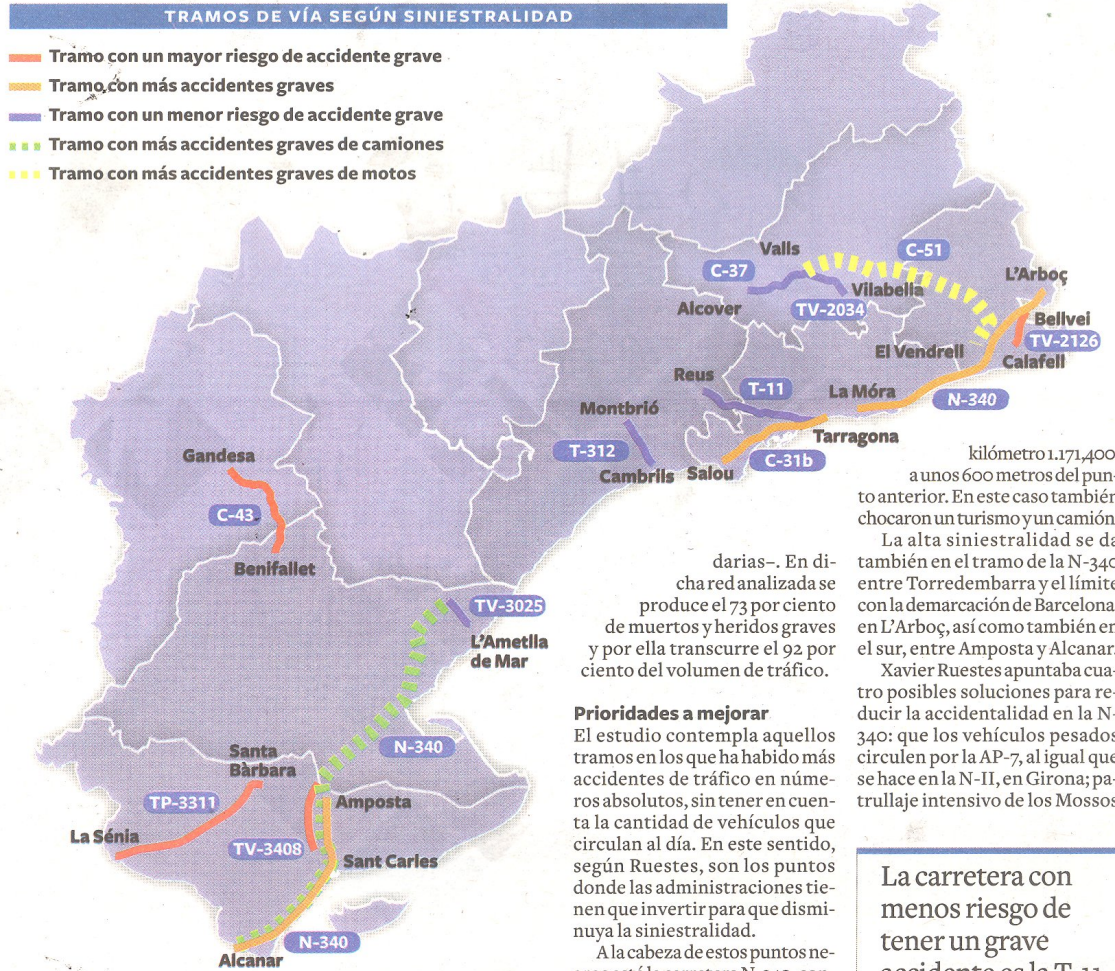 TRAMOS DE VÍA SEGÚN SINIESTRALIDAD
Tramo con un mayor riesgo de accidente grave
Tramo con más accidentes graves
Tramo con un menor riesgo de accidente grave
Tramo con más accidentes graves de camiones
Tramo con más accidentes graves de motos
Valls
C-51
C-37
L'Arboç
Alcover
Vilabella
TV-2034
Bellvei
TV-2126
El Vendrell
Calafell
Reus
T-11
La Móra
N-340
Montbrió
Tarragona
T-312
Cambrils
Salou
C-31b
Gandesa
C-43
Benifallet
TV-3025
L'Ametlla
de Mar
N-340
Santa
Bàrbara
TP-3311
Amposta
La Sénia
TV-3408
Sant Carles
N-340
Alcanar
darias–. En di-
cha red analizada se
produce el 73 por ciento
de muertos y heridos graves
y por ella transcurre el 92 por
ciento del volumen de tráfico.
Prioridades a mejorar
El estudio contempla aquellos
tramos en los que ha habido más
accidentes de tráfico en núme-
ros absolutos, sin tener en cuen-
ta la cantidad de vehículos que
circulan al día. En este sentido,
según Ruestes, son los puntos
donde las administraciones tie-
nen que invertir para que dismi-
nuya la siniestralidad.
A la cabeza de estos puntos ne-
kilómetro 1.171,400
a unos 600 metros del pun-
to anterior. En este caso también
chocaron un turismo y un camión
La alta siniestralidad se da
también en el tramo de la N-340
entre Torredembarra y el límite
con la demarcación de Barcelona
en L'Arboç, así como también en
el sur, entre Amposta y Alcanar.
Xavier Ruestes apuntaba cua-
tro posibles soluciones para re-
ducir la accidentalidad en la N-
340: que los vehículos pesados
circulen por la AP-7, al igual que
se hace en la N-II, en Girona; pa-
trullaje intensivo de los Mossos
La carretera con
menos riesgo de
tener un grave
accidente es la T-11